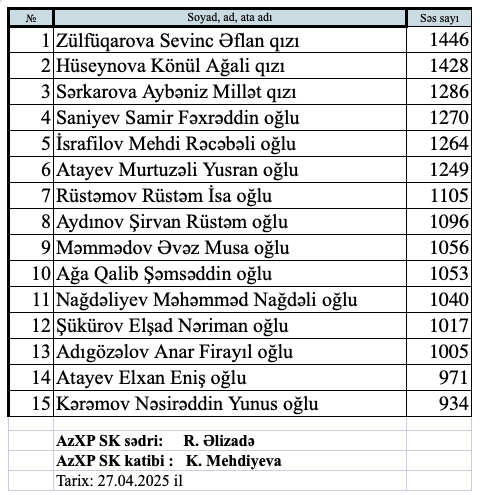 № Soyad, ad, ata adı Səs sayı
1 Zülfüqarova Sevinc Əflan qızı 1446
2 Hüseynova Könül Ağali qızı 1428
3 Sərkarova Aybəniz Millət qızı 1286
4 Saniyev Samir Fəxrəddin oğlu 1270
5 İsrafilov Mehdi Rəcəbəli oğlu 1264
6 Atayev Murtuzəli Yusran oğlu 1249
7 Rüstəmov Rüstəm İsa oğlu 1105
8 Aydınov Şirvan Rüstəm oğlu 1096
9 Məmmədov Əvəz Musa oğlu 1056
10 Ağa Qalib Şəmsəddin oğlu 1053
11 Nağdəliyev Məhəmməd Nağdəli oğlu 1040
12 Şükürov Elşad Nəriman oğlu 1017
13 Adıgözəlov Anar Firayıl oğlu 1005
14 Atayev Elxan Eniş oğlu 971
15 Kərəmov Nəsirəddin Yunus oğlu 934
AzXP SK sədri: R. Əlizadə
AzXP SK katibi : K. Mehdiyeva
Tarix: 27.04.2025 il